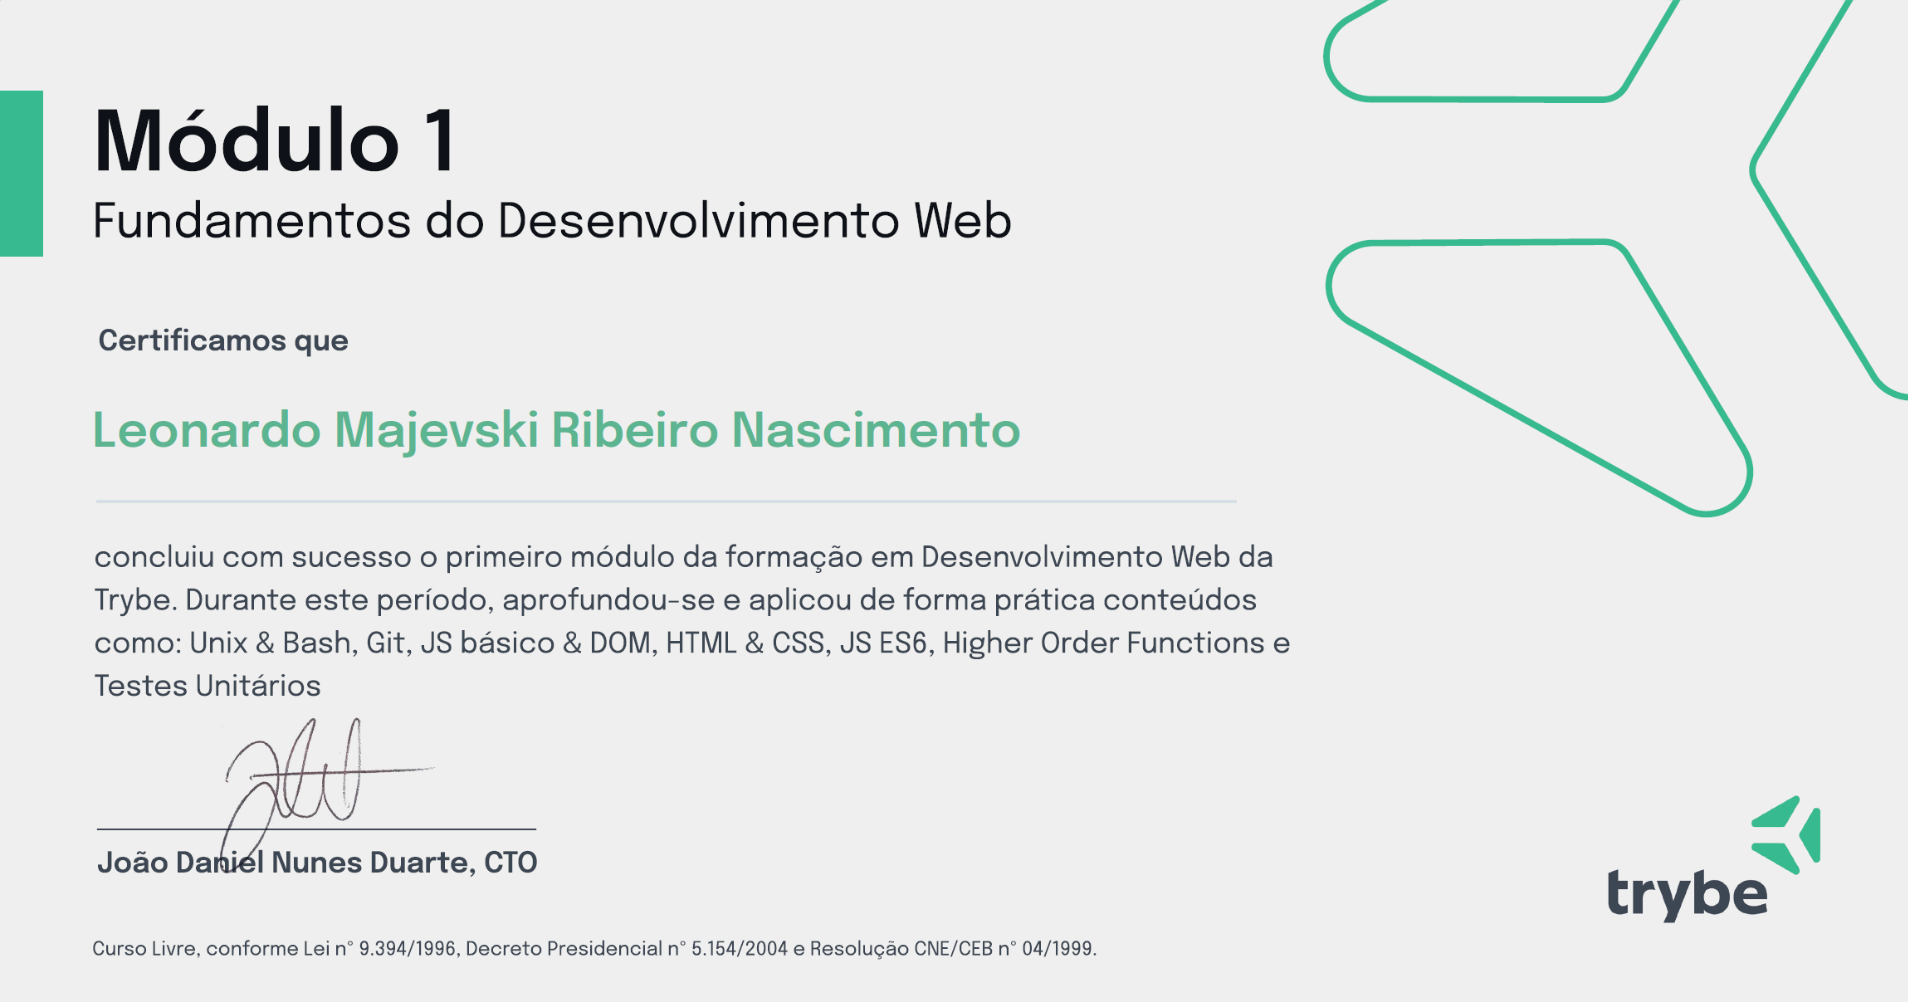 Módulo 1
Fundamentos do Desenvolvimento Web
Certificamos que
Leonardo Majevski Ribeiro Nascimento
concluiu com sucesso o primeiro módulo da formação em Desenvolvimento Web da
Trybe. Durante este período, aprofundou-se e aplicou de forma prática conteúdos
como: Unix & Bash, Git, JS básico & DOM, HTML & CSS, JS ES6, Higher Order Functions e
Testes Unitários
João Daniel Nunes Duarte, CTO
trybe
Curso Livre, conforme Lei nº 9.394/1996, Decreto Presidencial nº 5.154/2004 e Resolução CNE/CEB nº 04/1999.